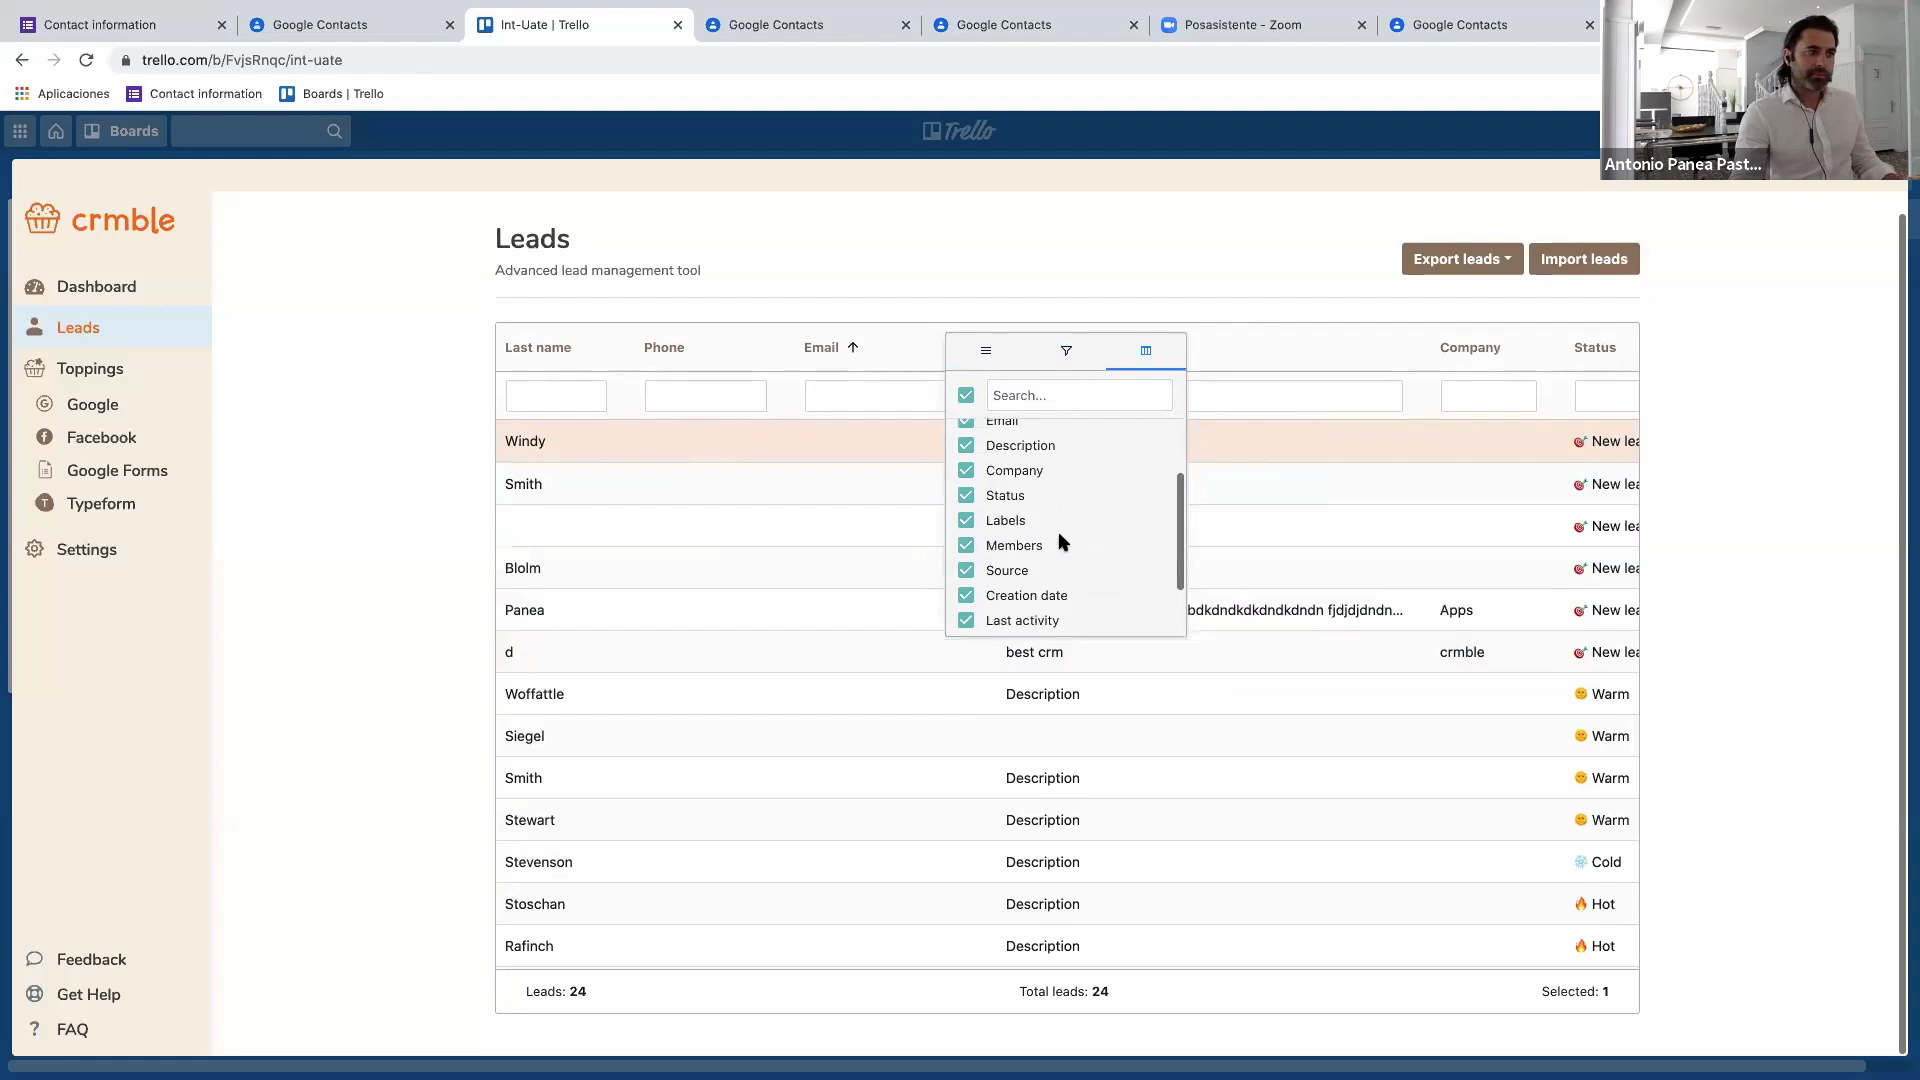 Contact information
Google Contacts
Int-Uate | Trello
Google Contacts
Google Contacts
Posasistente - Zoom
Google Contacts
trello.com/b/FvjsRnqc/int-uate
Aplicaciones
Contact information
Boards | Trello
Boards
Trello
Antonio Panea Past...
crmble
Dashboard
Leads
Toppings
Google
Facebook
Google Forms
Typeform
Settings
Feedback
Get Help
FAQ
Leads
Advanced lead management tool
Export leads
Import leads
Last name Phone Email Company Status
Search...
Email
Description
Company
Status
Labels
Members
Source
Creation date
Last activity
Windy New lea
Smith New lea
New lea
Blolm New lea
Panea bdkdndkdkdndkdndn fjdjdjdndn... Apps New lea
d best crm crmble New lea
Woffattle Description Warm
Siegel Warm
Smith Description Warm
Stewart Description Warm
Stevenson Description Cold
Stoschan Description Hot
Rafinch Description Hot
Leads: 24 Total leads: 24 Selected: 1